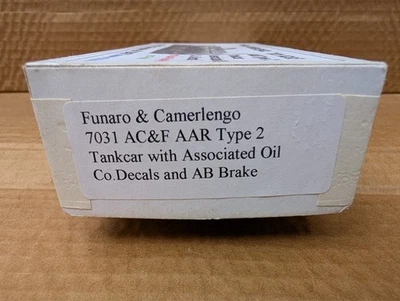 Funaro & Camerlengo
7031 AC&F AAR Type 2
Tankcar with Associated Oil
Co.Decals and AB Brake